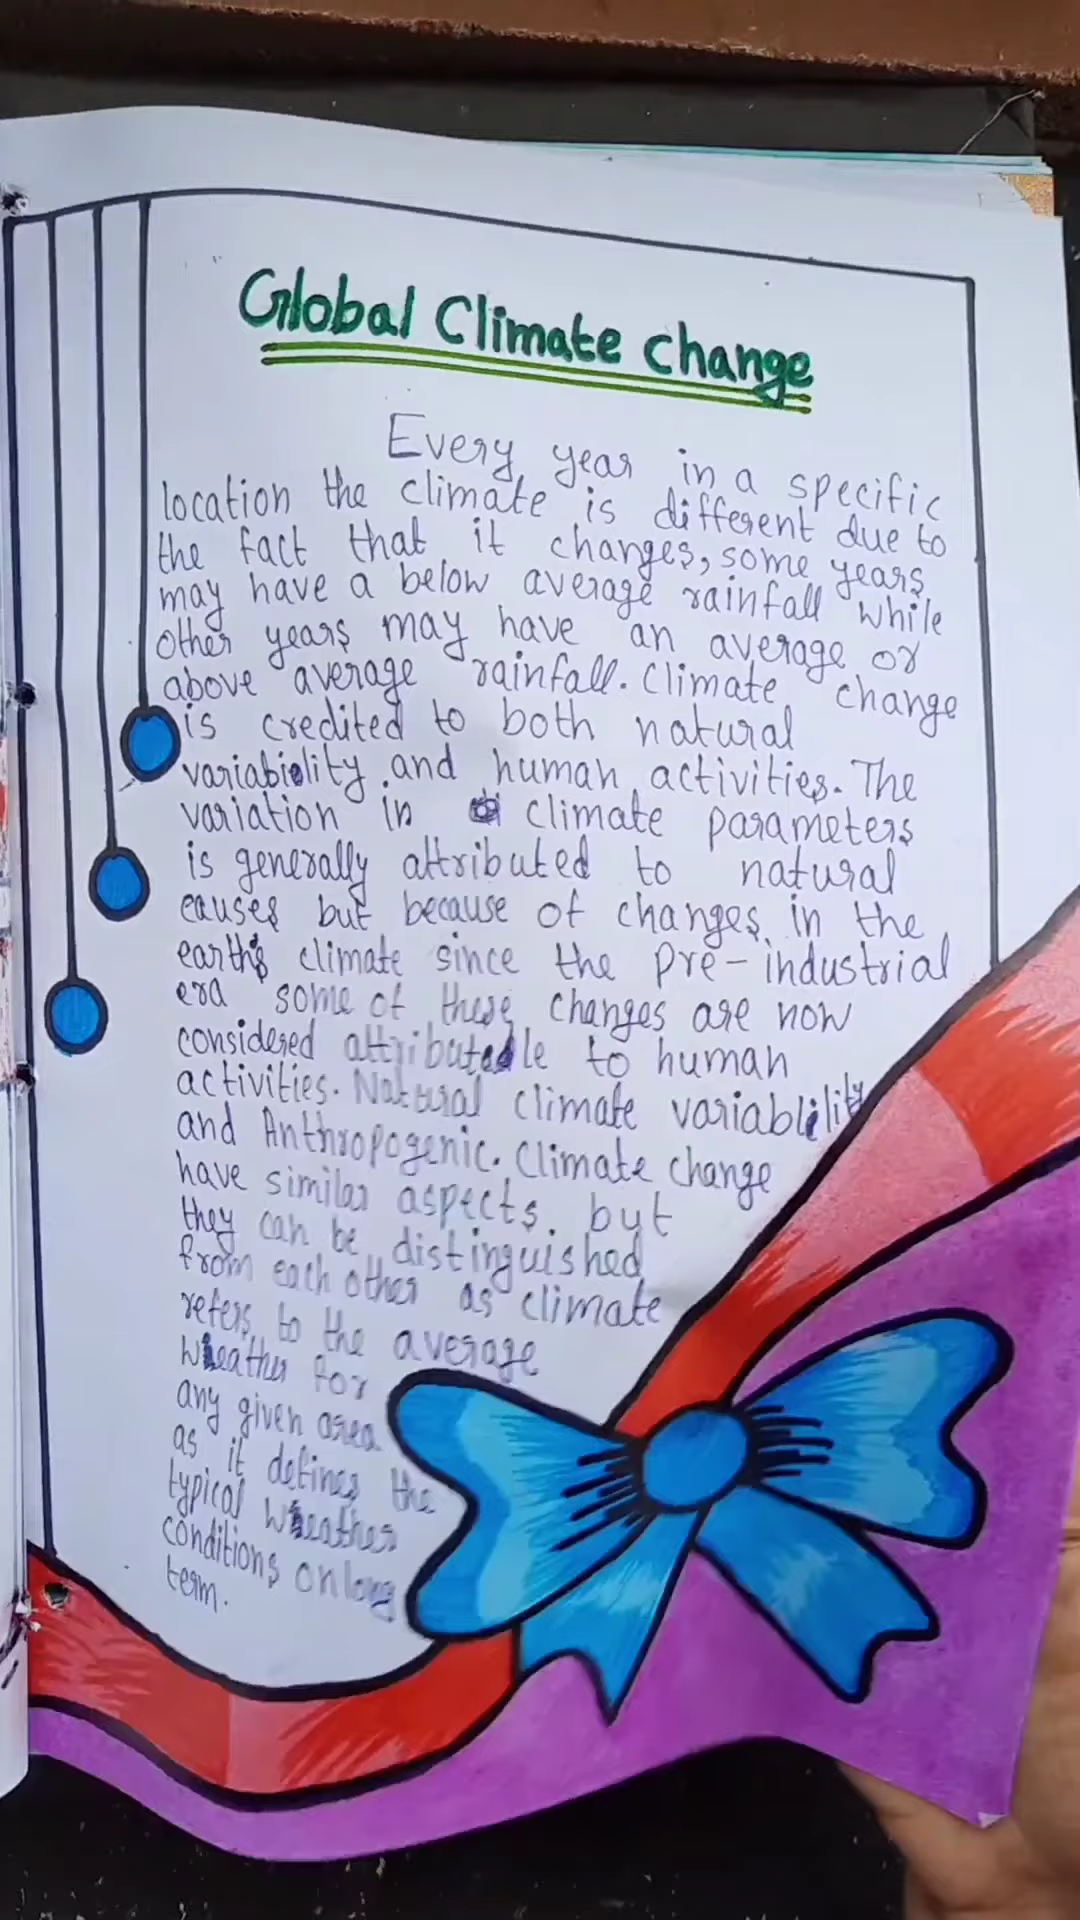 Global Climate change
Every year in a specific
location the climate is different due to
the fact that it changes, some years
may have a below average rainfall while
other years may have an average or
above average rainfall. Climate change
is credited to both natural
variability and human activities. The
variation in climate parameters
is generally attributed to natural
causes but because of changes in the
earth's climate since the pre-industrial
era some of these changes are now
considered attributable to human
activities. Natural climate variablility
and Anthropogenic. Climate change
have similar aspects, but
they can be distinguished
from each other as climate
refers to the average
weather for
any given area
as it defines the
typical weather
conditions on long
term.